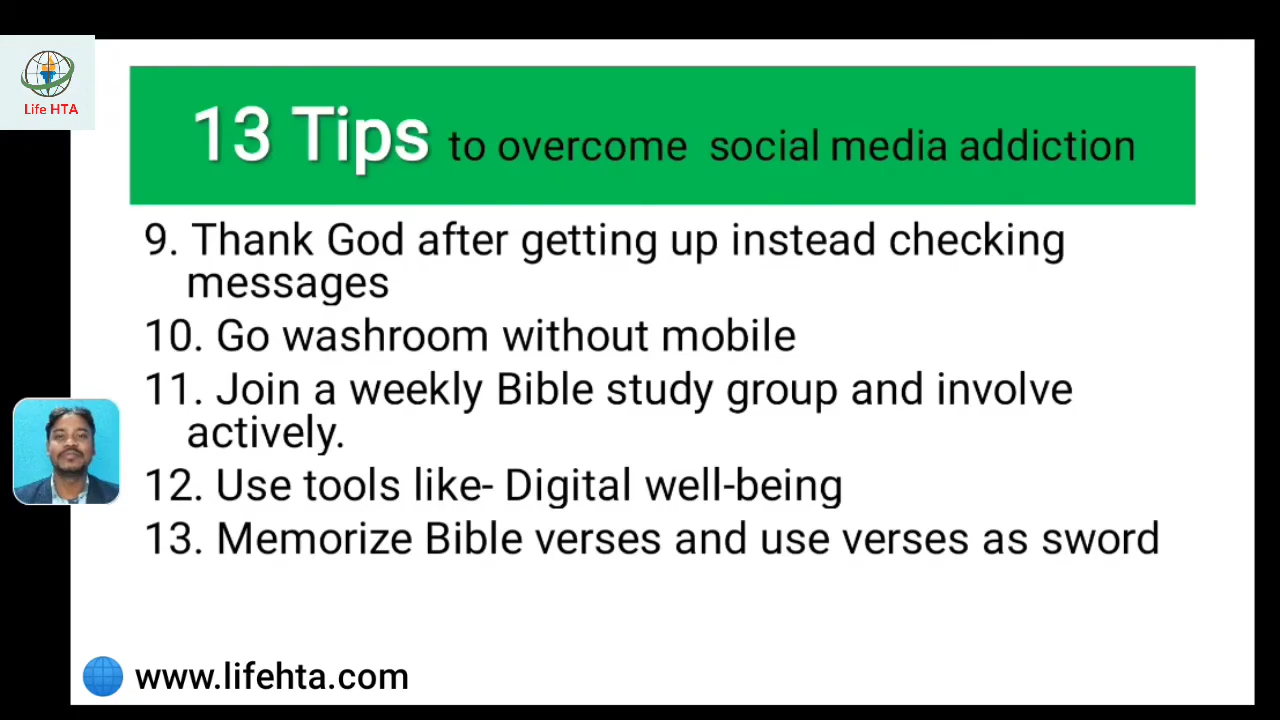 Life HTA
13 Tips to overcome social media addiction
9. Thank God after getting up instead checking
messages
10. Go washroom without mobile
11. Join a weekly Bible study group and involve
actively.
12. Use tools like- Digital well-being
13. Memorize Bible verses and use verses as sword
www.lifehta.com